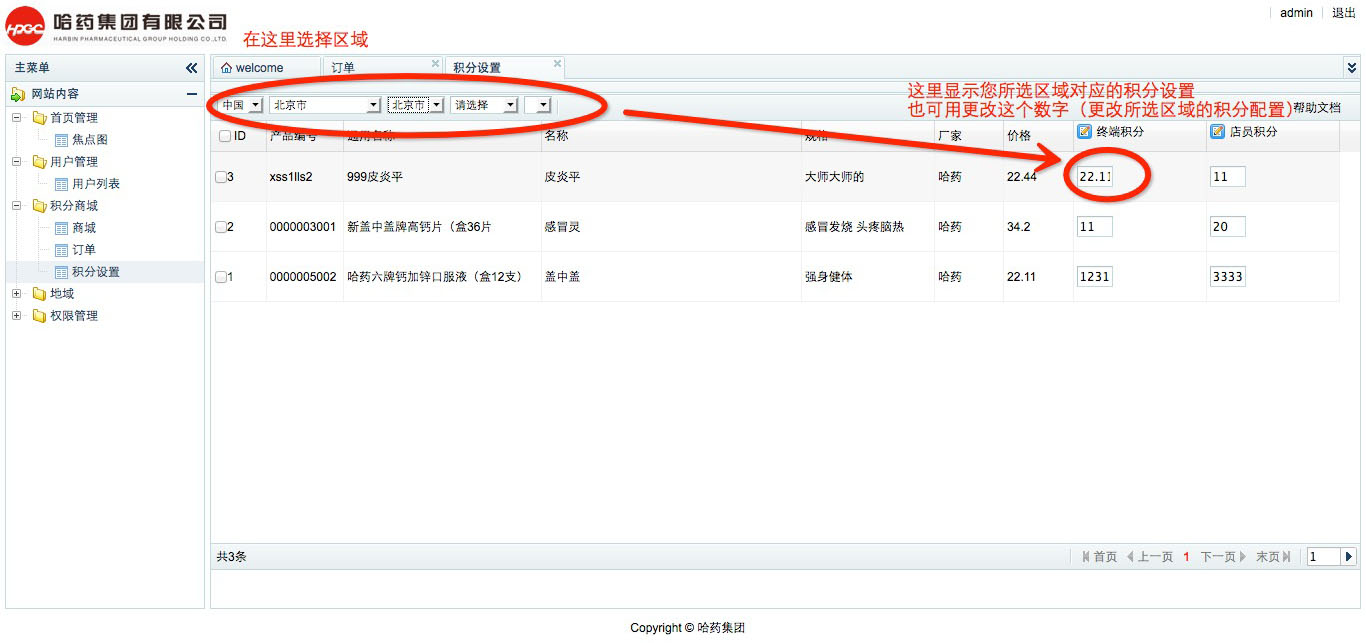 哈药集团有限公司
HPGC
HARBIN PHARMACEUTICAL GROUP HOLDING CO.,LTD.
admin 退出
在这里选择区域
主菜单
welcome 订单 积分设置
网站内容
首页管理
焦点图
用户管理
用户列表
积分商城
商城
订单
积分设置
地域
权限管理
中国 北京市 北京市 请选择
这里显示您所选区域对应的积分设置
也可用更改这个数字（更改所选区域的积分配置）
帮助文档
ID 产品编号 通用名称 名称 规格 厂家 价格 终端积分 店员积分
3 xss1lls2 999皮炎平 皮炎平 大师大师的 哈药 22.44 22.11 11
2 0000003001 新盖中盖牌高钙片（盒36片 感冒灵 感冒发烧 头疼脑热 哈药 34.2 11 20
1 0000005002 哈药六牌钙加锌口服液（盒12支） 盖中盖 强身健体 哈药 22.11 1231 3333
共3条
首页 上一页 1 下一页 末页 1
Copyright © 哈药集团